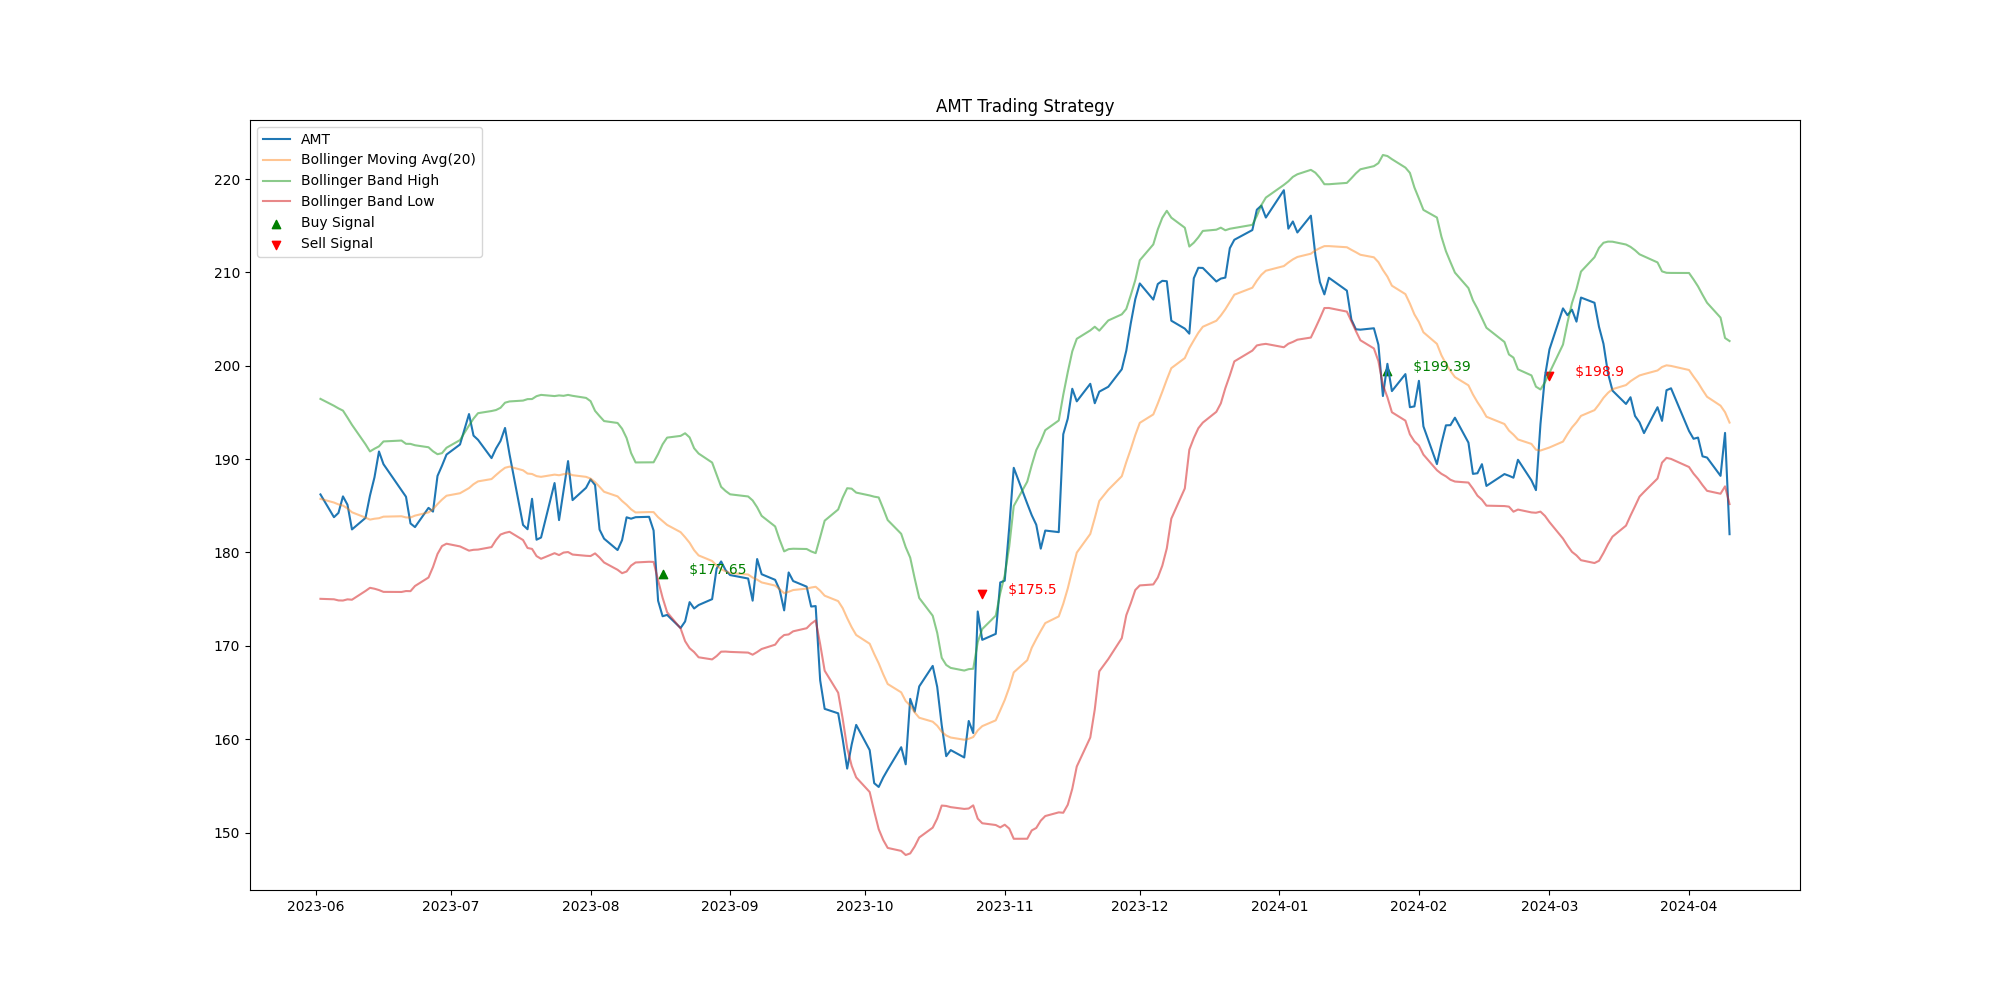 AMT Trading Strategy
AMT
Bollinger Moving Avg(20)
Bollinger Band High
Bollinger Band Low
Buy Signal
Sell Signal
220
210
200
190
180
170
160
150
$177.65
$175.5
$199.39
$198.9
2023-06 2023-07 2023-08 2023-09 2023-10 2023-11 2023-12 2024-01 2024-02 2024-03 2024-04